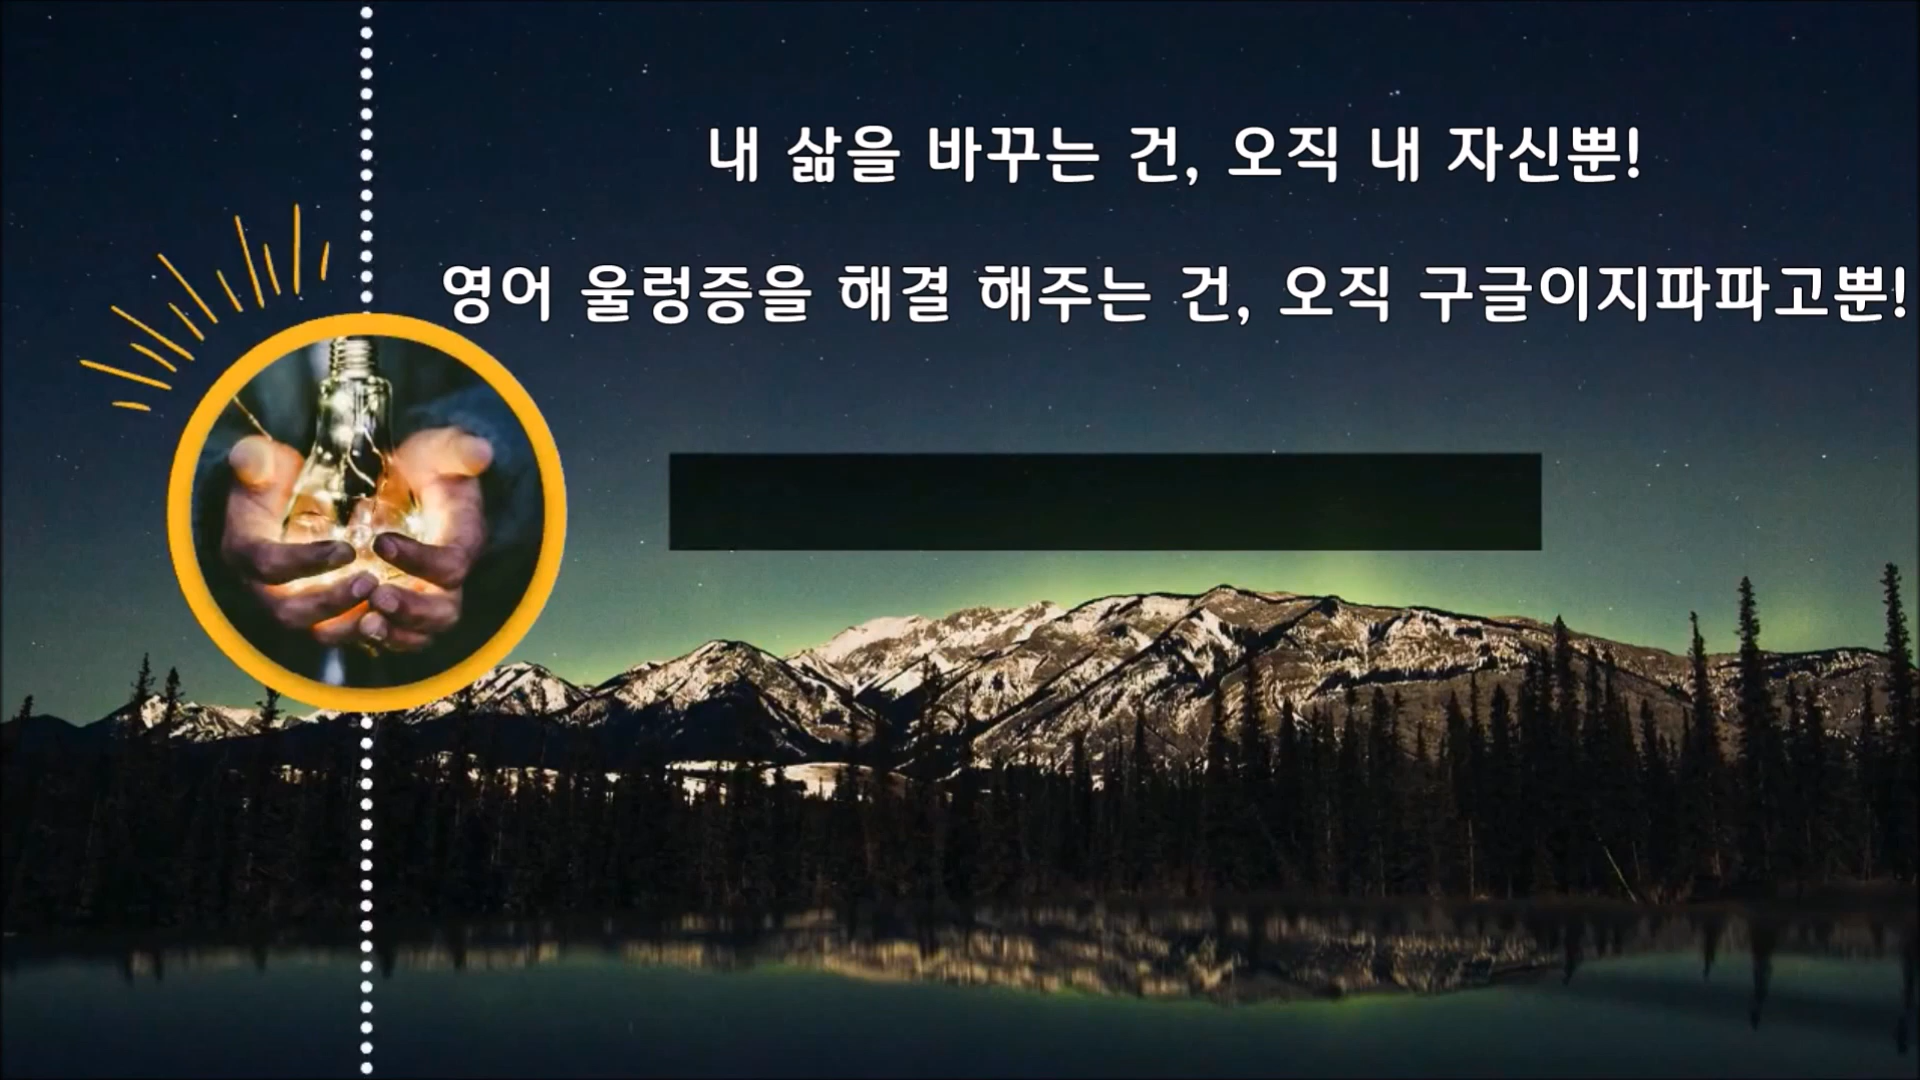 내 삶을 바꾸는 건, 오직 내 자신뿐!
영어 울렁증을 해결 해주는 건, 오직 구글이지파파고뿐!